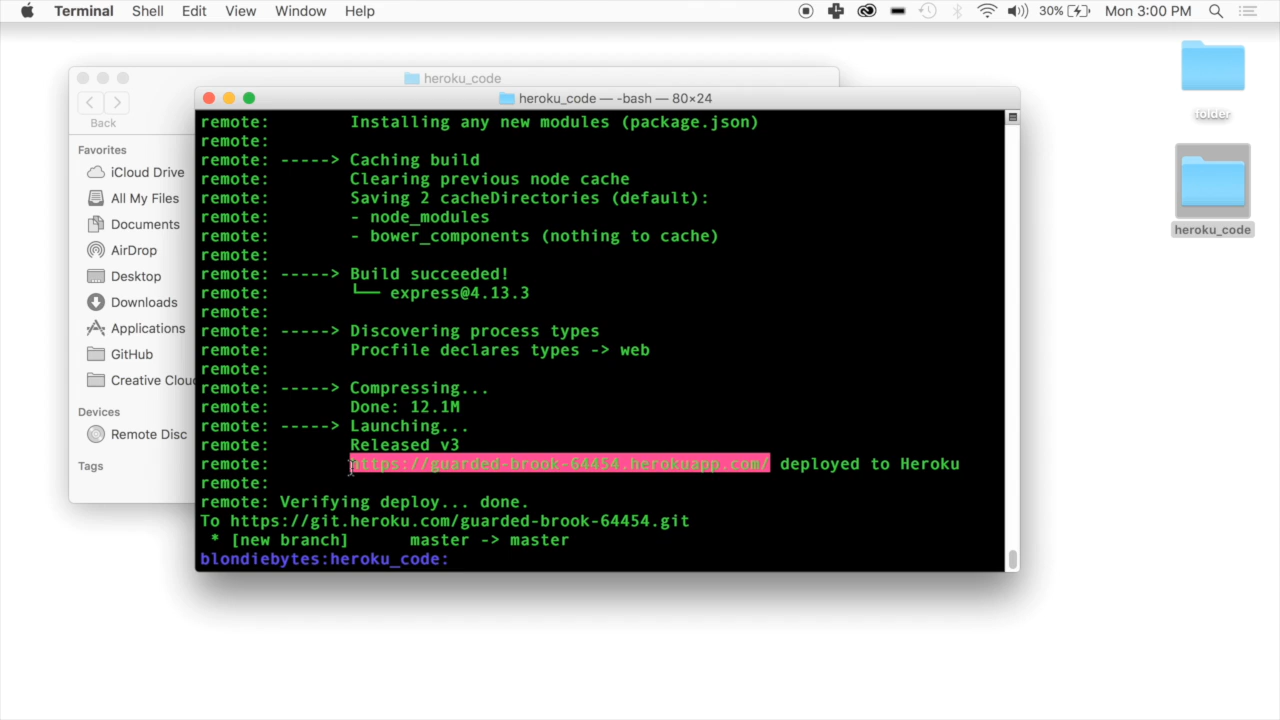 Terminal Shell Edit View Window Help 30% Mon 3:00 PM
heroku_code
Back
Favorites
iCloud Drive
All My Files
Documents
AirDrop
Desktop
Downloads
Applications
GitHub
Creative Clou
Devices
Remote Disc
Tags
heroku_code — -bash — 80×24
remote:        Installing any new modules (package.json)
remote:
remote: -----> Caching build
remote:        Clearing previous node cache
remote:        Saving 2 cacheDirectories (default):
remote:        - node_modules
remote:        - bower_components (nothing to cache)
remote:
remote: -----> Build succeeded!
remote:        └── express@4.13.3
remote:
remote: -----> Discovering process types
remote:        Procfile declares types -> web
remote:
remote: -----> Compressing...
remote:        Done: 12.1M
remote: -----> Launching...
remote:        Released v3
remote:        https://guarded-brook-64454.herokuapp.com/ deployed to Heroku
remote:
remote: Verifying deploy... done.
To https://git.heroku.com/guarded-brook-64454.git
 * [new branch]      master -> master
blondiebytes:heroku_code:
folder
heroku_code